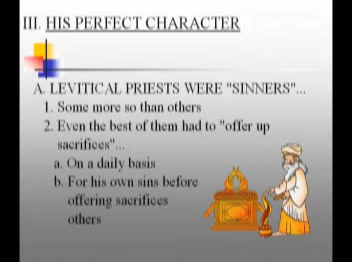 III. HIS PERFECT CHARACTER
A. LEVITICAL PRIESTS WERE "SINNERS"...
1. Some more so than others
2. Even the best of them had to "offer up
sacrifices"...
a. On a daily basis
b. For his own sins before
offering sacrifices
others